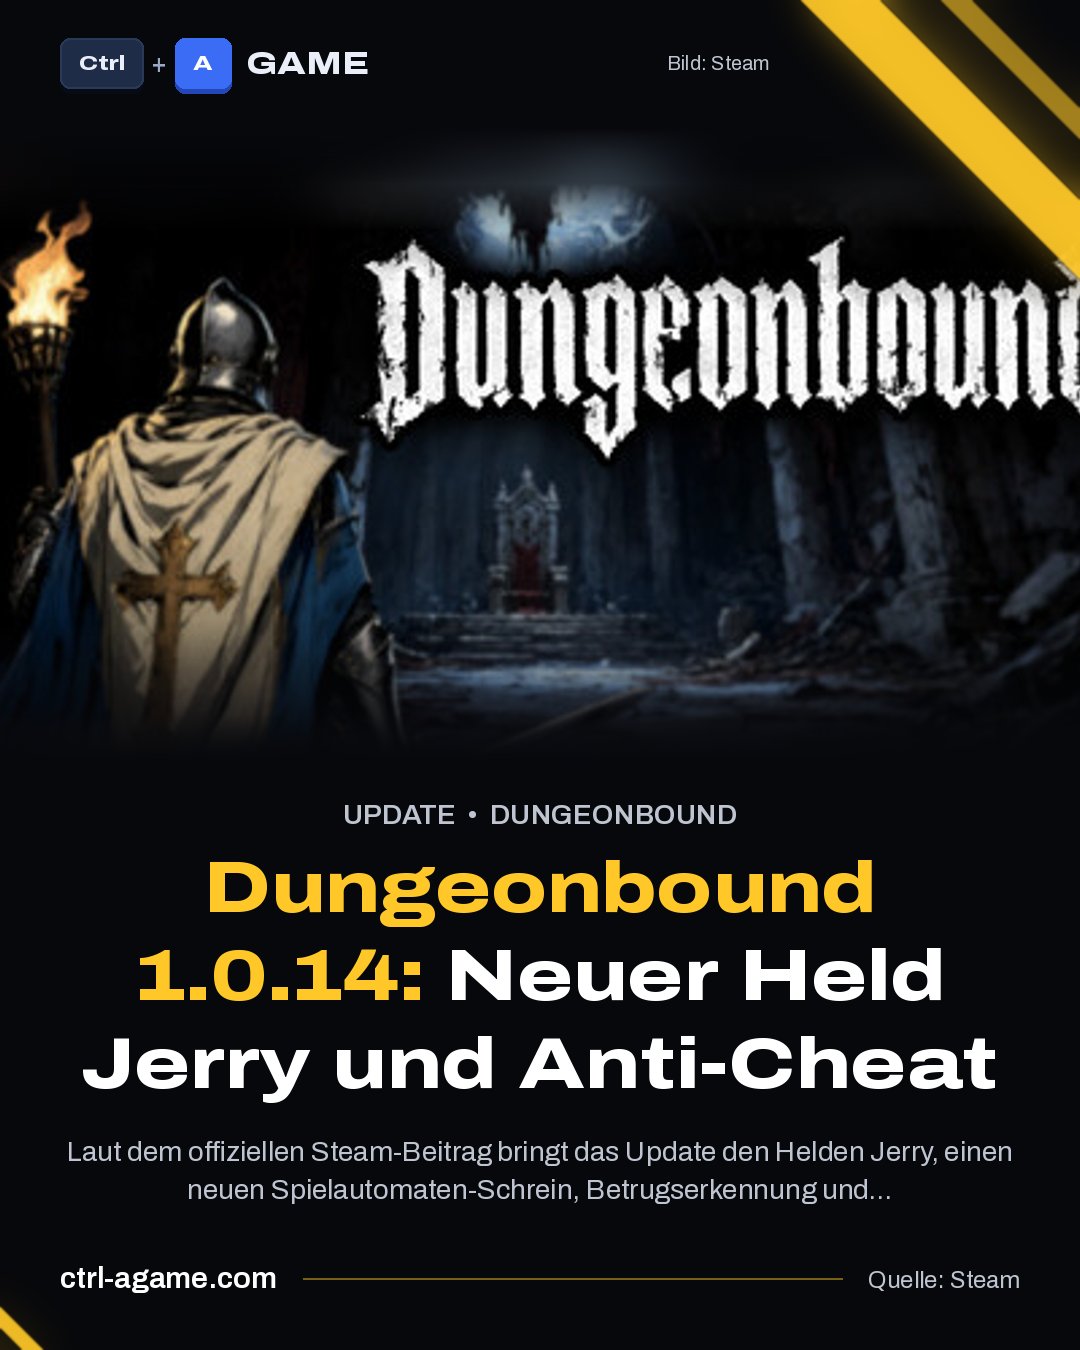 Ctrl + A GAME
Bild: Steam
Dungeonbound
UPDATE • DUNGEONBOUND
Dungeonbound
1.0.14: Neuer Held
Jerry und Anti-Cheat
Laut dem offiziellen Steam-Beitrag bringt das Update den Helden Jerry, einen
neuen Spielautomaten-Schrein, Betrugserkennung und...
ctrl-agame.com
Quelle: Steam